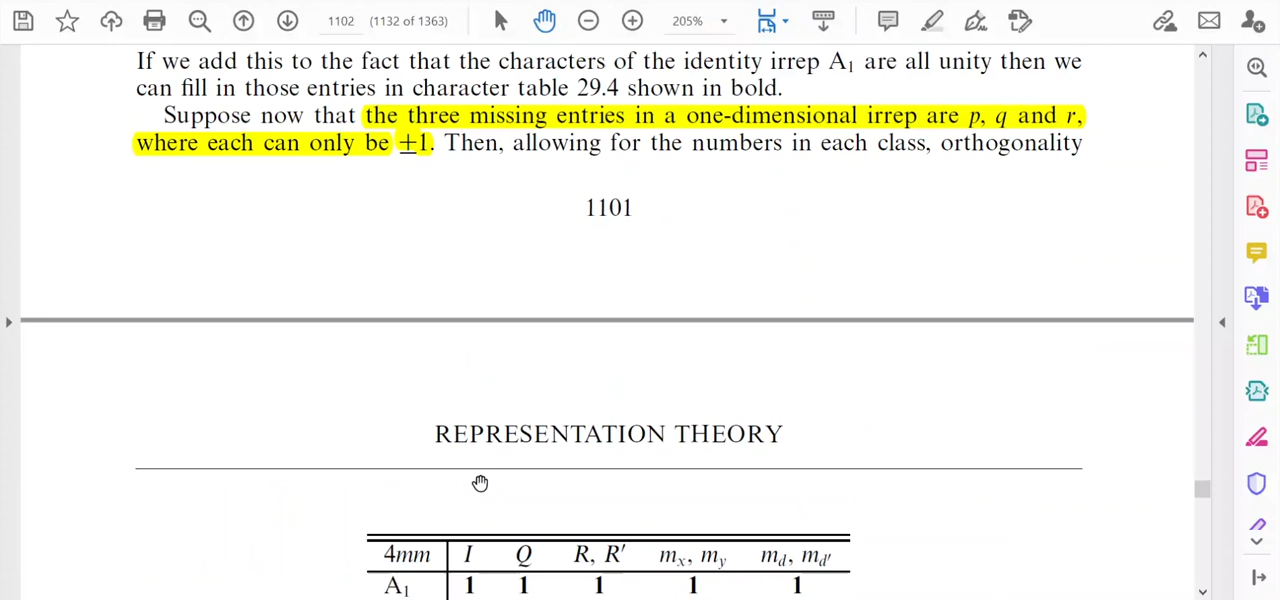 1102 (1132 of 1363) 205%
If we add this to the fact that the characters of the identity irrep A₁ are all unity then we
can fill in those entries in character table 29.4 shown in bold.
Suppose now that the three missing entries in a one-dimensional irrep are p, q and r,
where each can only be ±1. Then, allowing for the numbers in each class, orthogonality
1101
REPRESENTATION THEORY
4mm I Q R, R′ mₓ, m_y m_d, m_d′
A₁ 1 1 1 1 1